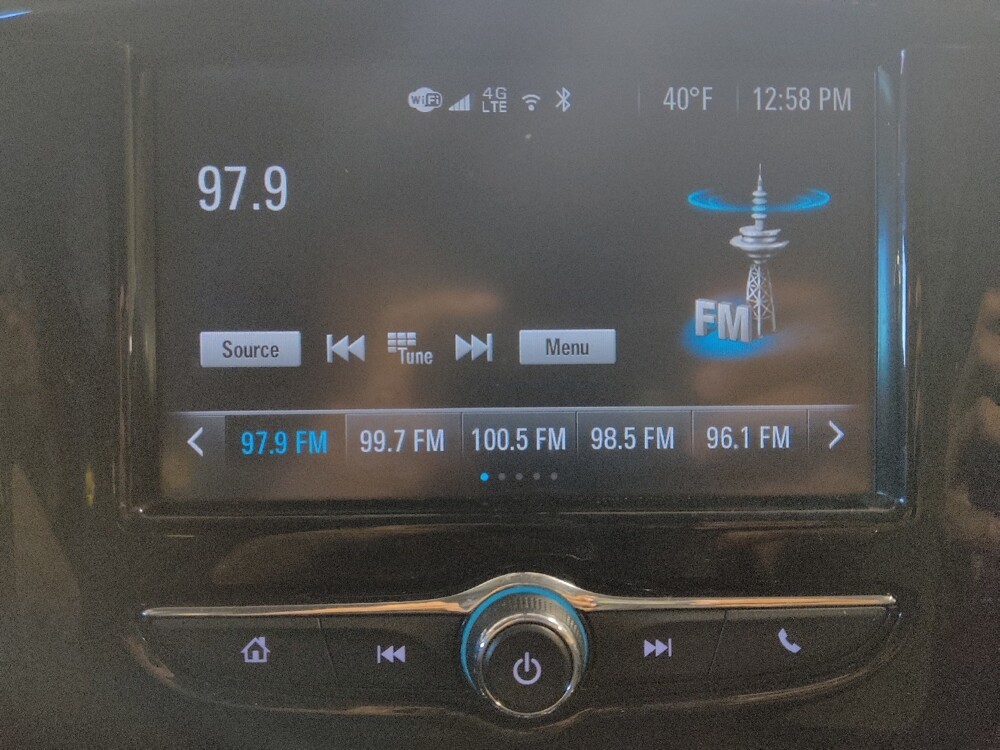 WiFi 4G LTE 40°F 12:58 PM
97.9
FM
Source Tune Menu
97.9 FM 99.7 FM 100.5 FM 98.5 FM 96.1 FM